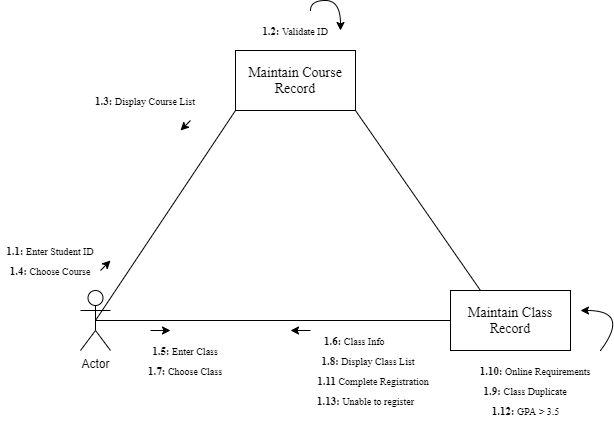 1.2: Validate ID
Maintain Course
Record
1.3: Display Course List
1.1: Enter Student ID
1.4: Choose Course
Actor
1.5: Enter Class
1.7: Choose Class
1.6: Class Info
1.8: Display Class List
1.11 Complete Registration
1.13: Unable to register
Maintain Class
Record
1.10: Online Requirements
1.9: Class Duplicate
1.12: GPA > 3.5